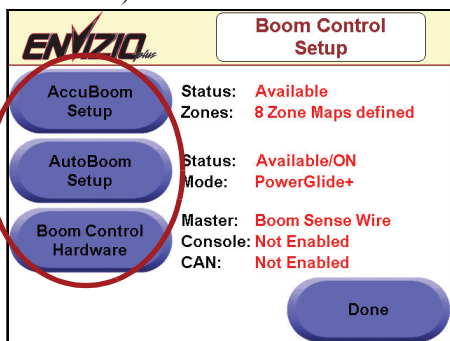 ENVIZIO plus
Boom Control
Setup
AccuBoom
Setup
Status: Available
Zones: 8 Zone Maps defined
AutoBoom
Setup
Status: Available/ON
Mode: PowerGlide+
Boom Control
Hardware
Master: Boom Sense Wire
Console: Not Enabled
CAN: Not Enabled
Done